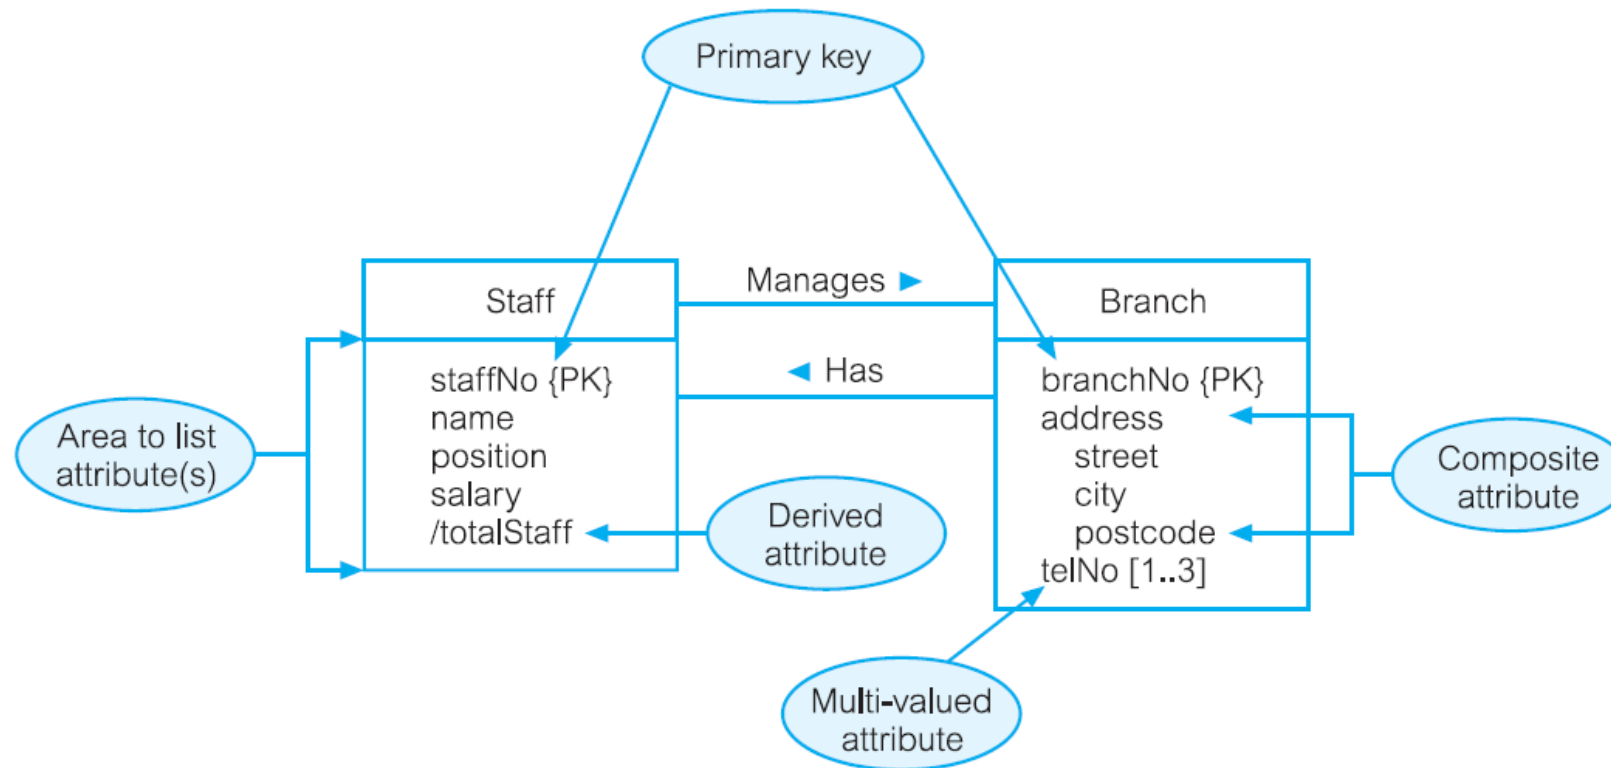 Primary key
Manages ►
Staff
Branch
◄ Has
staffNo {PK}
name
position
salary
/totalStaff
branchNo {PK}
address
street
city
postcode
telNo [1..3]
Area to list
attribute(s)
Derived
attribute
Composite
attribute
Multi-valued
attribute